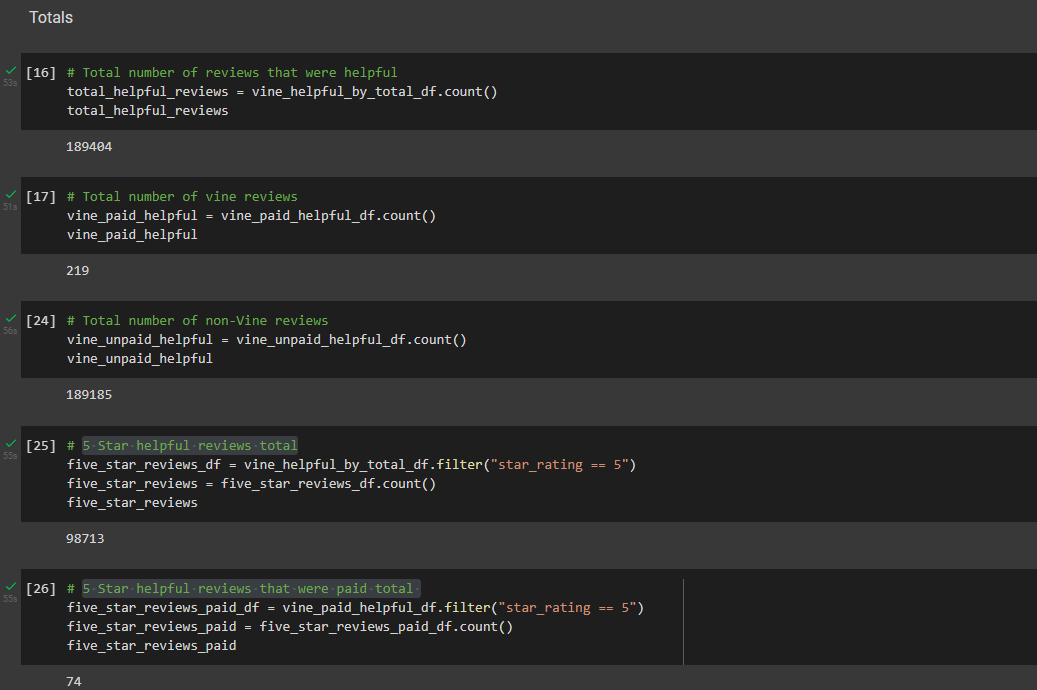 Totals
[16] # Total number of reviews that were helpful
53s total_helpful_reviews = vine_helpful_by_total_df.count()
total_helpful_reviews
189404
[17] # Total number of vine reviews
51s vine_paid_helpful = vine_paid_helpful_df.count()
vine_paid_helpful
219
[24] # Total number of non-Vine reviews
56s vine_unpaid_helpful = vine_unpaid_helpful_df.count()
vine_unpaid_helpful
189185
[25] # 5 Star helpful reviews total
55s five_star_reviews_df = vine_helpful_by_total_df.filter("star_rating == 5")
five_star_reviews = five_star_reviews_df.count()
five_star_reviews
98713
[26] # 5 Star helpful reviews that were paid total
55s five_star_reviews_paid_df = vine_paid_helpful_df.filter("star_rating == 5")
five_star_reviews_paid = five_star_reviews_paid_df.count()
five_star_reviews_paid
74